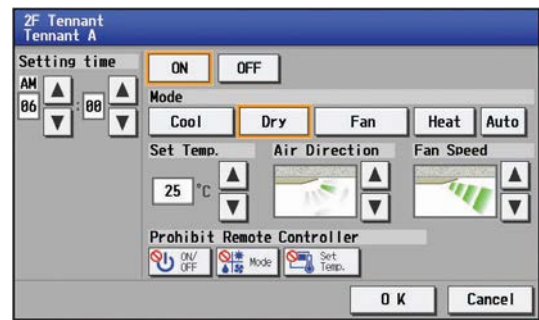 2F Tennant
Tennant A
Setting time
AM
06 : 00
ON OFF
Mode
Cool Dry Fan Heat Auto
Set Temp. Air Direction Fan Speed
25 °C
Prohibit Remote Controller
ON/OFF Mode Set Temp.
OK Cancel